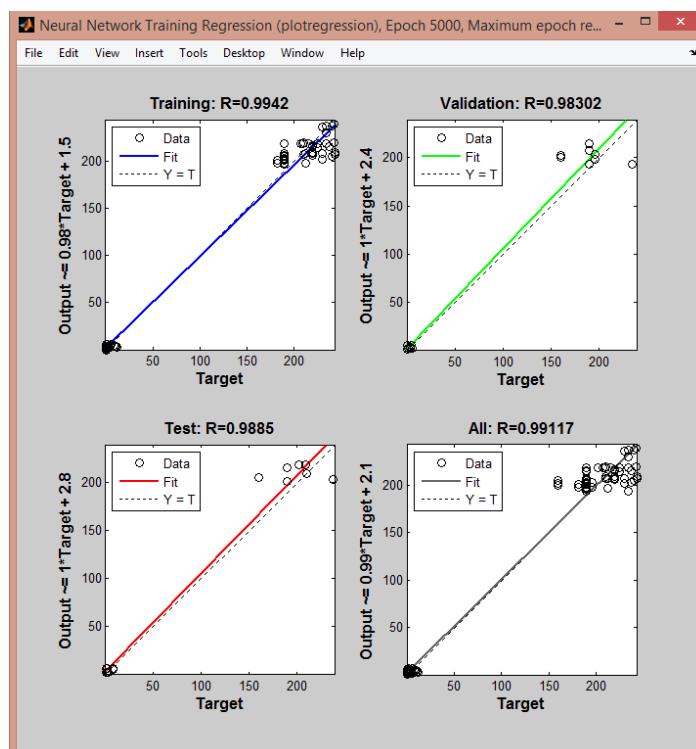 Neural Network Training Regression (plotregression), Epoch 5000, Maximum epoch re...
File Edit View Insert Tools Desktop Window Help
Training: R=0.9942
Output ~= 0.98*Target + 1.5
Data
Fit
Y = T
200
150
100
50
50 100 150 200
Target
Validation: R=0.98302
Output ~= 1*Target + 2.4
Data
Fit
Y = T
200
150
100
50
50 100 150 200
Target
Test: R=0.9885
Output ~= 1*Target + 2.8
Data
Fit
Y = T
200
150
100
50
50 100 150 200
Target
All: R=0.99117
Output ~= 0.99*Target + 2.1
Data
Fit
Y = T
200
150
100
50
50 100 150 200
Target